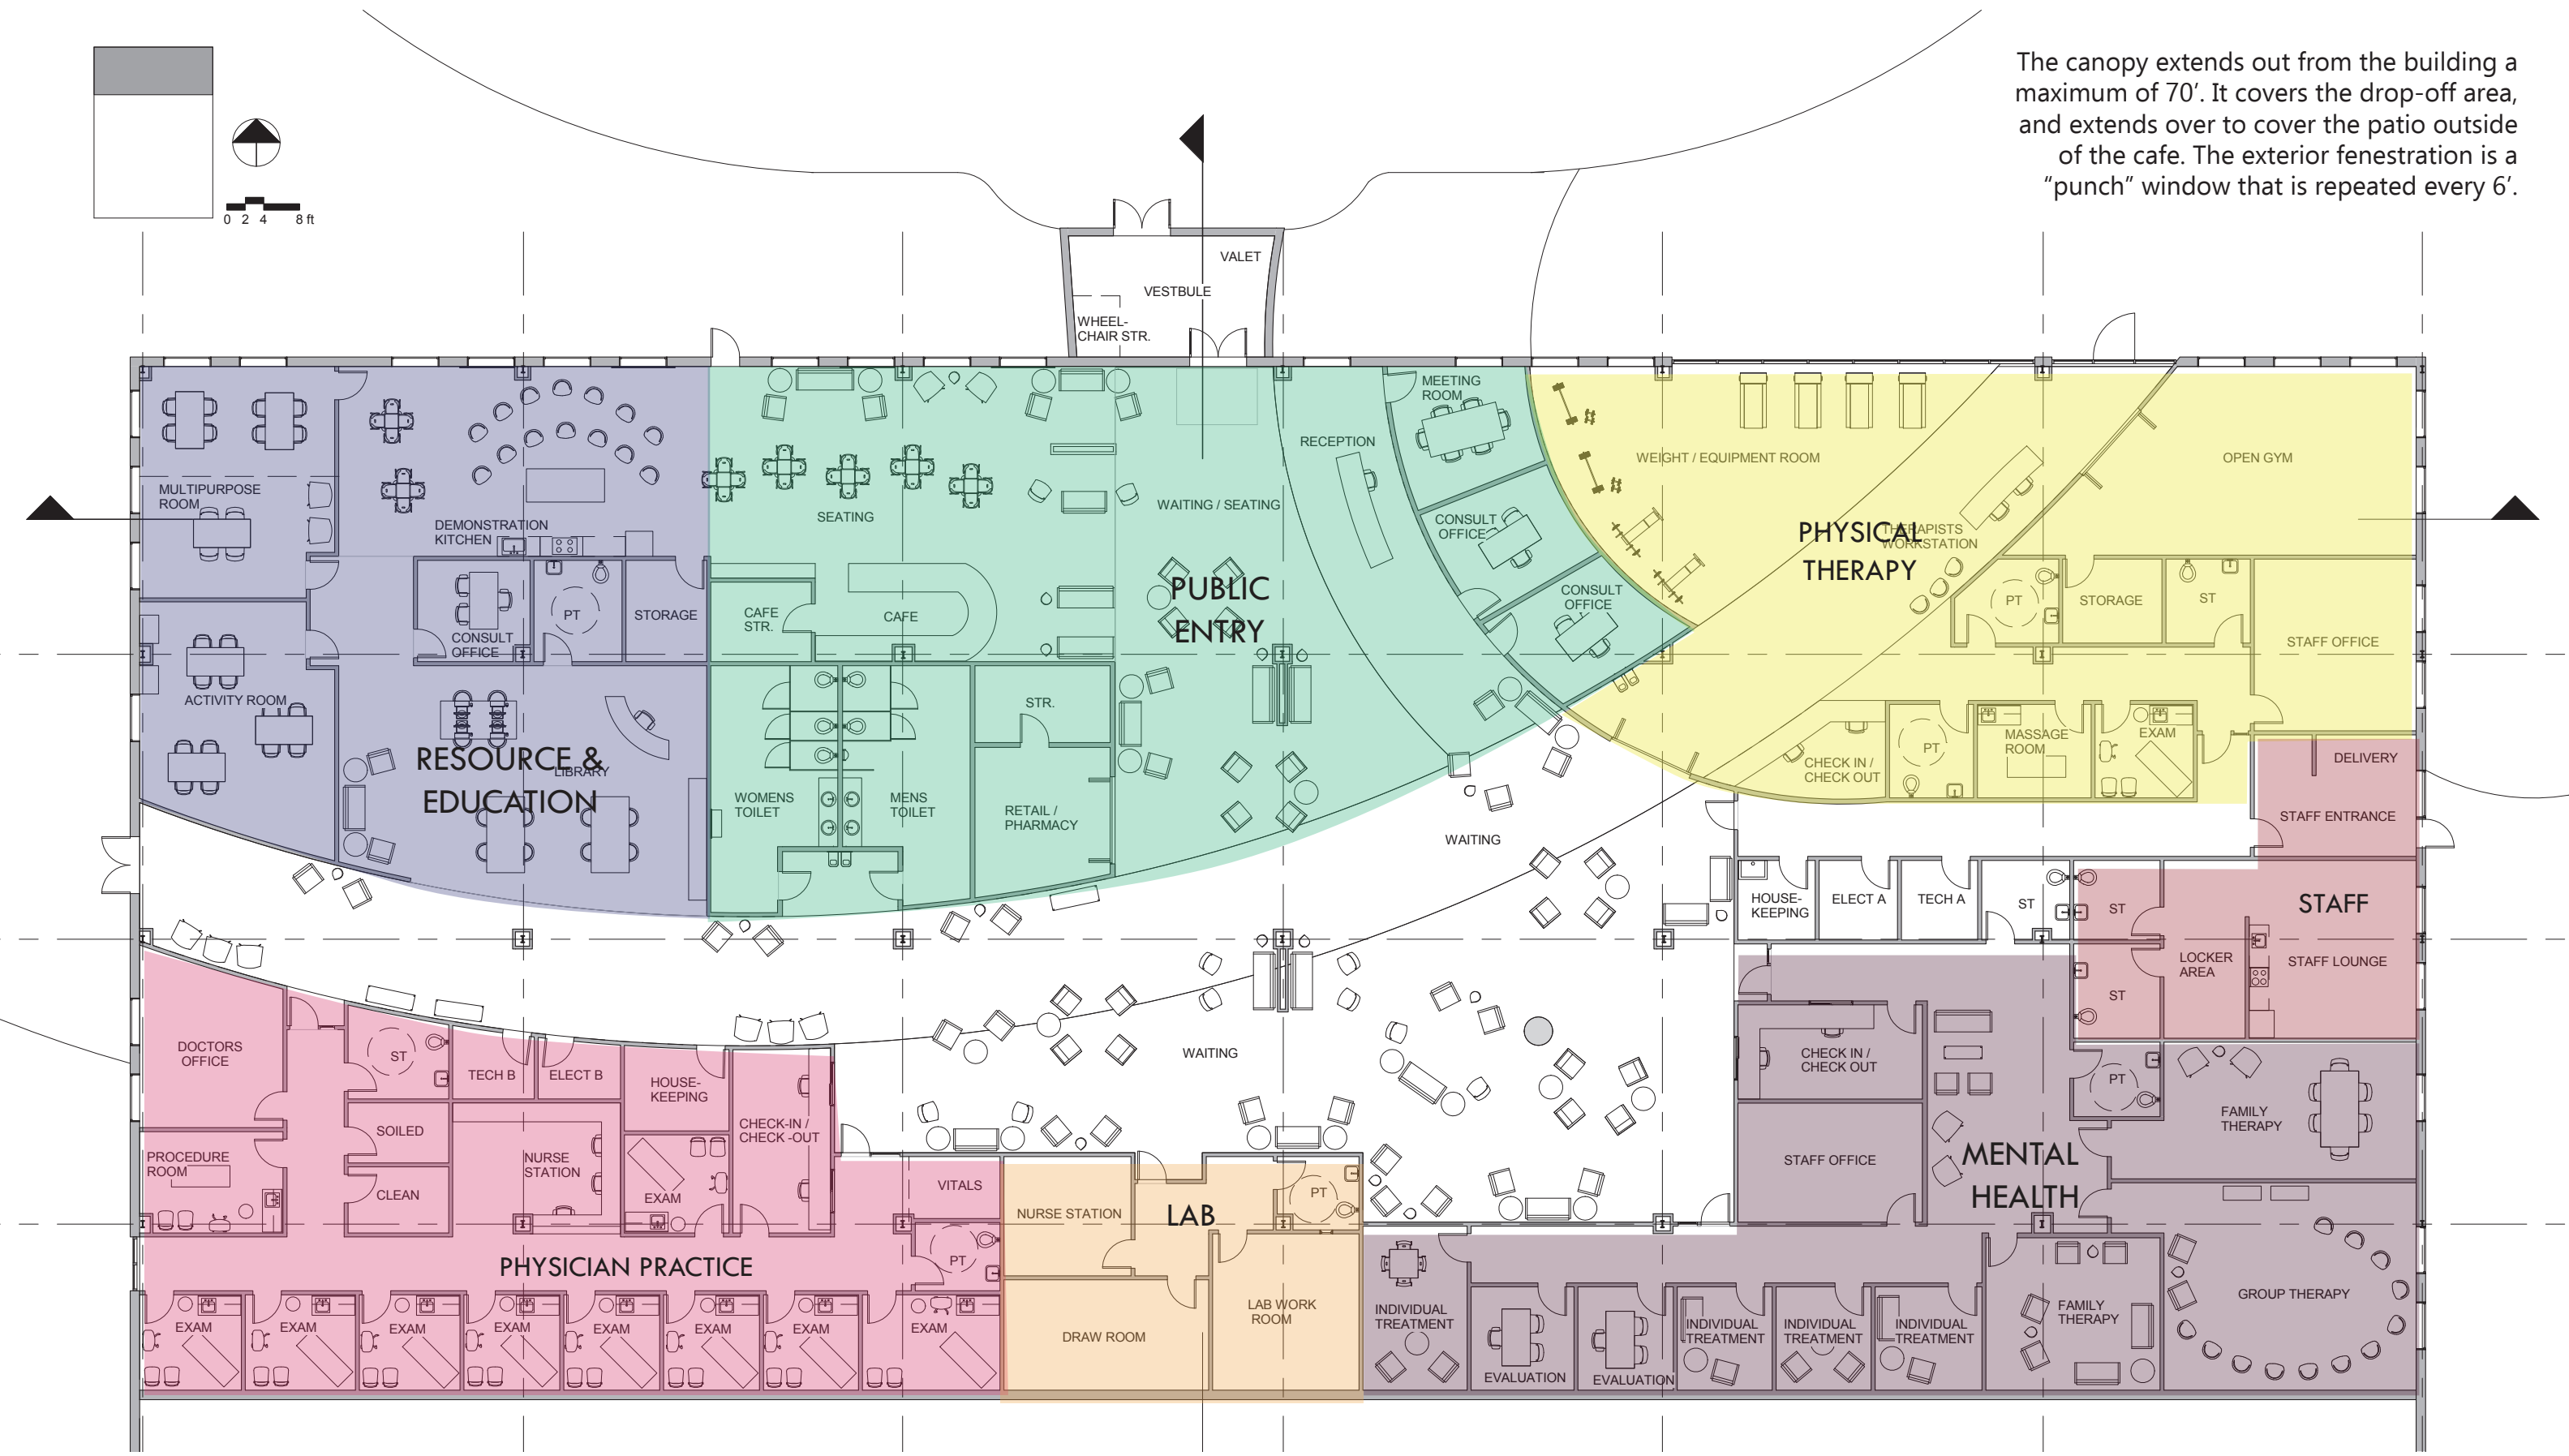 The canopy extends out from the building a
maximum of 70'. It covers the drop-off area,
and extends over to cover the patio outside
of the cafe. The exterior fenestration is a
“punch” window that is repeated every 6'.
0 2 4 8 ft
VALET
VESTBULE
WHEEL-
CHAIR STR.
MULTIPURPOSE
ROOM
DEMONSTRATION
KITCHEN
CONSULT
OFFICE
PT
STORAGE
ACTIVITY ROOM
LIBRARY
RESOURCE &
EDUCATION
SEATING
CAFE
STR.
CAFE
WAITING / SEATING
RECEPTION
PUBLIC
ENTRY
MEETING
ROOM
CONSULT
OFFICE
CONSULT
OFFICE
STR.
WOMENS
TOILET
MENS
TOILET
RETAIL /
PHARMACY
WEIGHT / EQUIPMENT ROOM
OPEN GYM
THERAPISTS
WORKSTATION
PHYSICAL
THERAPY
PT
STORAGE
ST
STAFF OFFICE
CHECK IN /
CHECK OUT
PT
MASSAGE
ROOM
EXAM
DELIVERY
STAFF ENTRANCE
WAITING
HOUSE-
KEEPING
ELECT A
TECH A
ST
ST
STAFF
LOCKER
AREA
STAFF LOUNGE
ST
DOCTORS
OFFICE
ST
TECH B
ELECT B
HOUSE-
KEEPING
CHECK-IN /
CHECK -OUT
SOILED
PROCEDURE
ROOM
CLEAN
NURSE
STATION
EXAM
VITALS
PT
PHYSICIAN PRACTICE
EXAM
EXAM
EXAM
EXAM
EXAM
EXAM
EXAM
EXAM
WAITING
NURSE STATION
LAB
PT
DRAW ROOM
LAB WORK
ROOM
CHECK IN /
CHECK OUT
STAFF OFFICE
MENTAL
HEALTH
PT
FAMILY
THERAPY
GROUP THERAPY
INDIVIDUAL
TREATMENT
EVALUATION
EVALUATION
INDIVIDUAL
TREATMENT
INDIVIDUAL
TREATMENT
INDIVIDUAL
TREATMENT
FAMILY
THERAPY